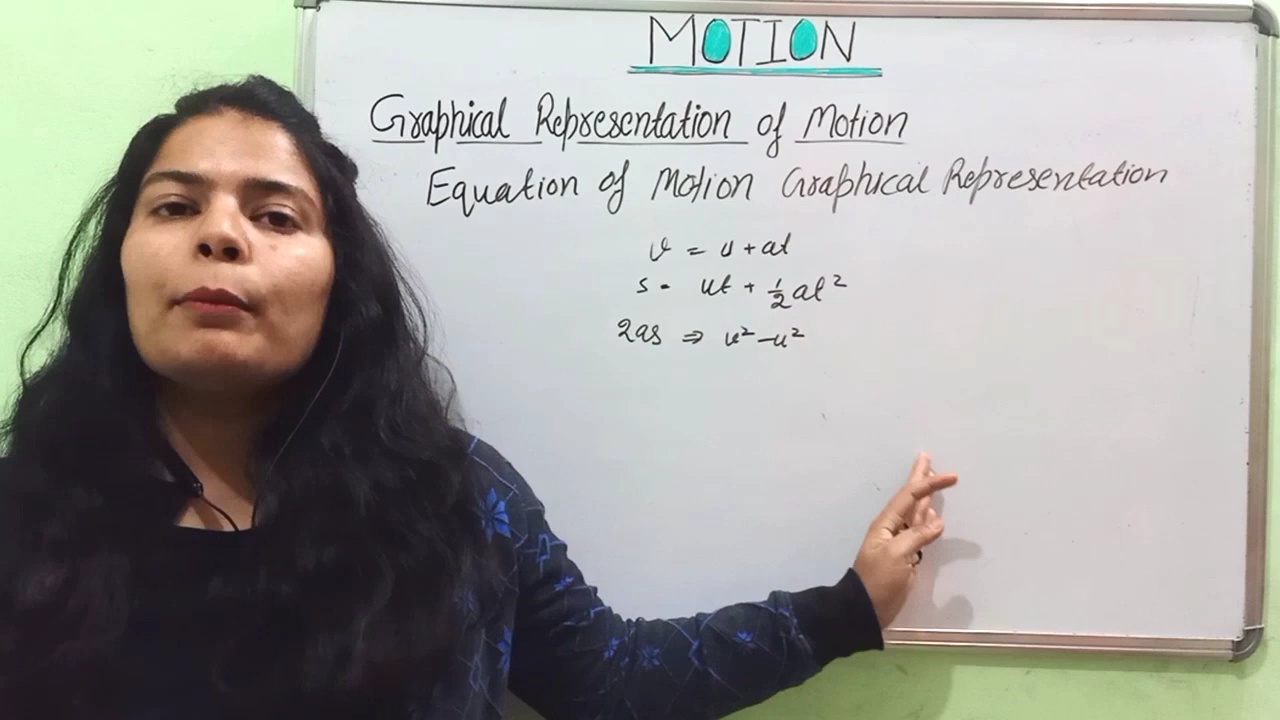 MOTION
Graphical Representation of Motion
Equation of Motion Graphical Representation
v = u + at
s = ut + ½at²
2as ⇒ v² - u²